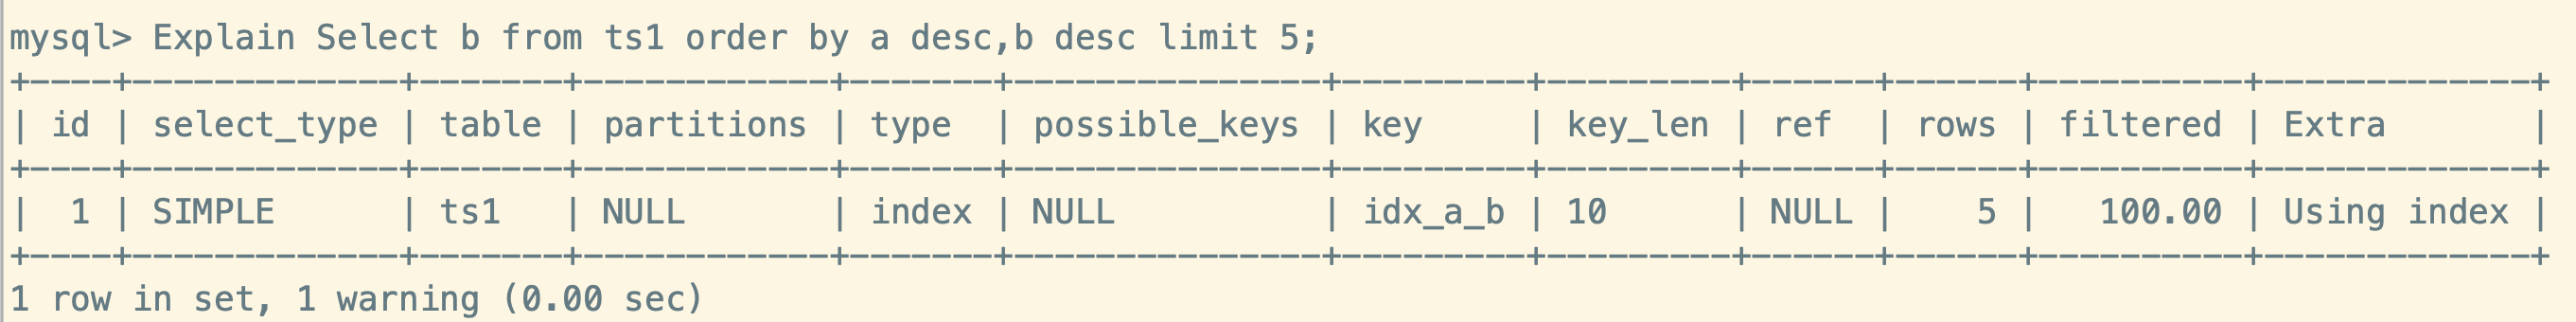 mysql> Explain Select b from ts1 order by a desc,b desc limit 5;
+----+-------------+-------+------------+-------+---------------+---------+---------+------+------+----------+-------------+
| id | select_type | table | partitions | type  | possible_keys | key     | key_len | ref  | rows | filtered | Extra       |
+----+-------------+-------+------------+-------+---------------+---------+---------+------+------+----------+-------------+
|  1 | SIMPLE      | ts1   | NULL       | index | NULL          | idx_a_b | 10      | NULL |    5 |   100.00 | Using index |
+----+-------------+-------+------------+-------+---------------+---------+---------+------+------+----------+-------------+
1 row in set, 1 warning (0.00 sec)